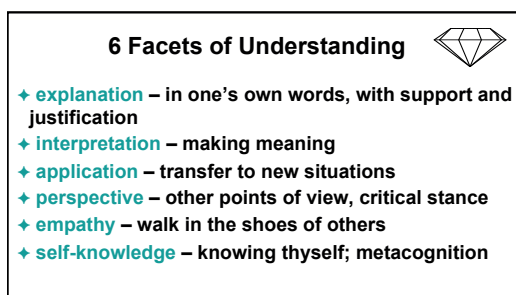 6 Facets of Understanding
✦ explanation – in one's own words, with support and
justification
✦ interpretation – making meaning
✦ application – transfer to new situations
✦ perspective – other points of view, critical stance
✦ empathy – walk in the shoes of others
✦ self-knowledge – knowing thyself; metacognition